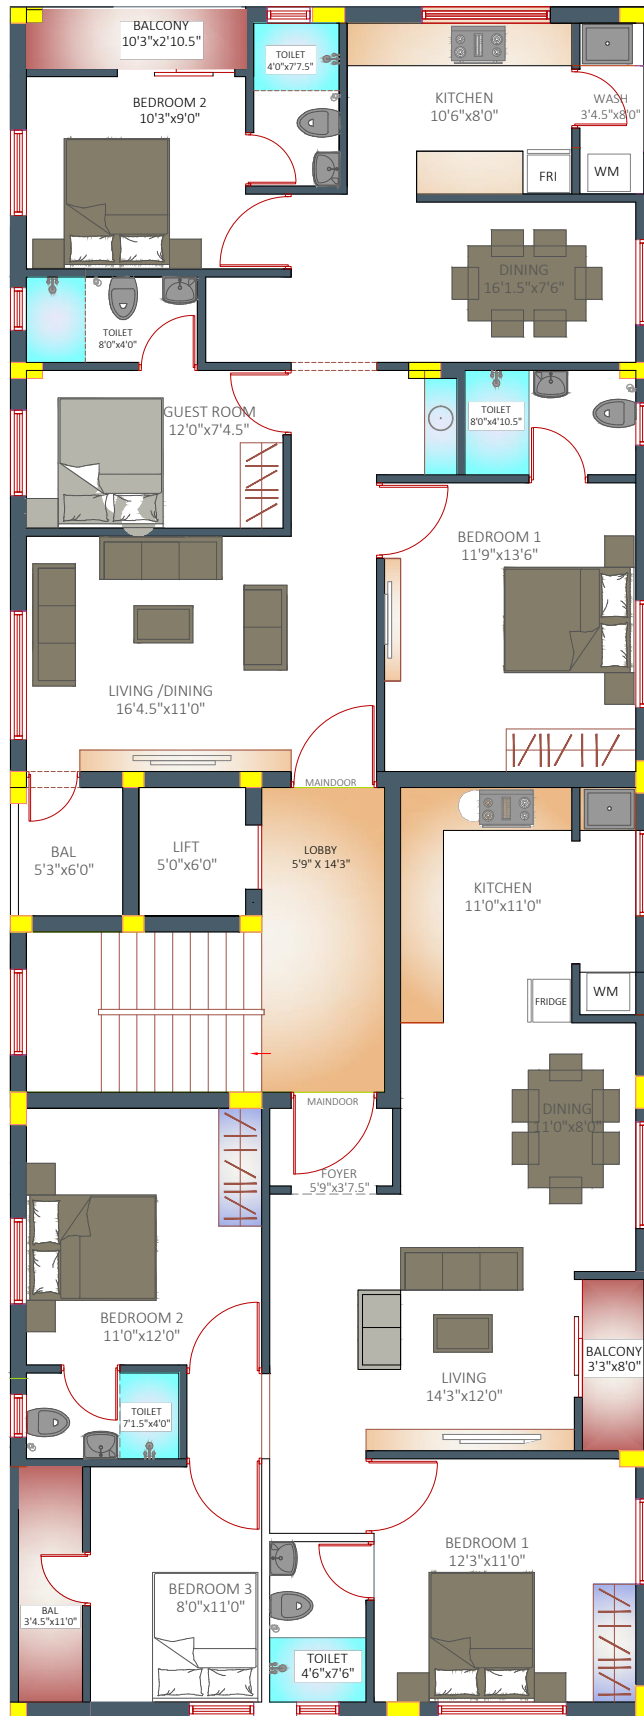 BALCONY
10'3"x2'10.5"
TOILET
4'0"x7'7.5"
KITCHEN
10'6"x8'0"
WASH
3'4.5"x8'0"
BEDROOM 2
10'3"x9'0"
FRI
WM
DINING
16'1.5"x7'6"
TOILET
8'0"x4'0"
GUEST ROOM
12'0"x7'4.5"
TOILET
8'0"x4'10.5"
BEDROOM 1
11'9"x13'6"
LIVING /DINING
16'4.5"x11'0"
MAINDOOR
BAL
5'3"x6'0"
LIFT
5'0"x6'0"
LOBBY
5'9" X 14'3"
KITCHEN
11'0"x11'0"
FRIDGE
WM
MAINDOOR
DINING
11'0"x8'0"
FOYER
5'9"x3'7.5"
BEDROOM 2
11'0"x12'0"
BALCONY
3'3"x8'0"
LIVING
14'3"x12'0"
TOILET
7'1.5"x4'0"
BEDROOM 1
12'3"x11'0"
BEDROOM 3
8'0"x11'0"
BAL
3'4.5"x11'0"
TOILET
4'6"x7'6"